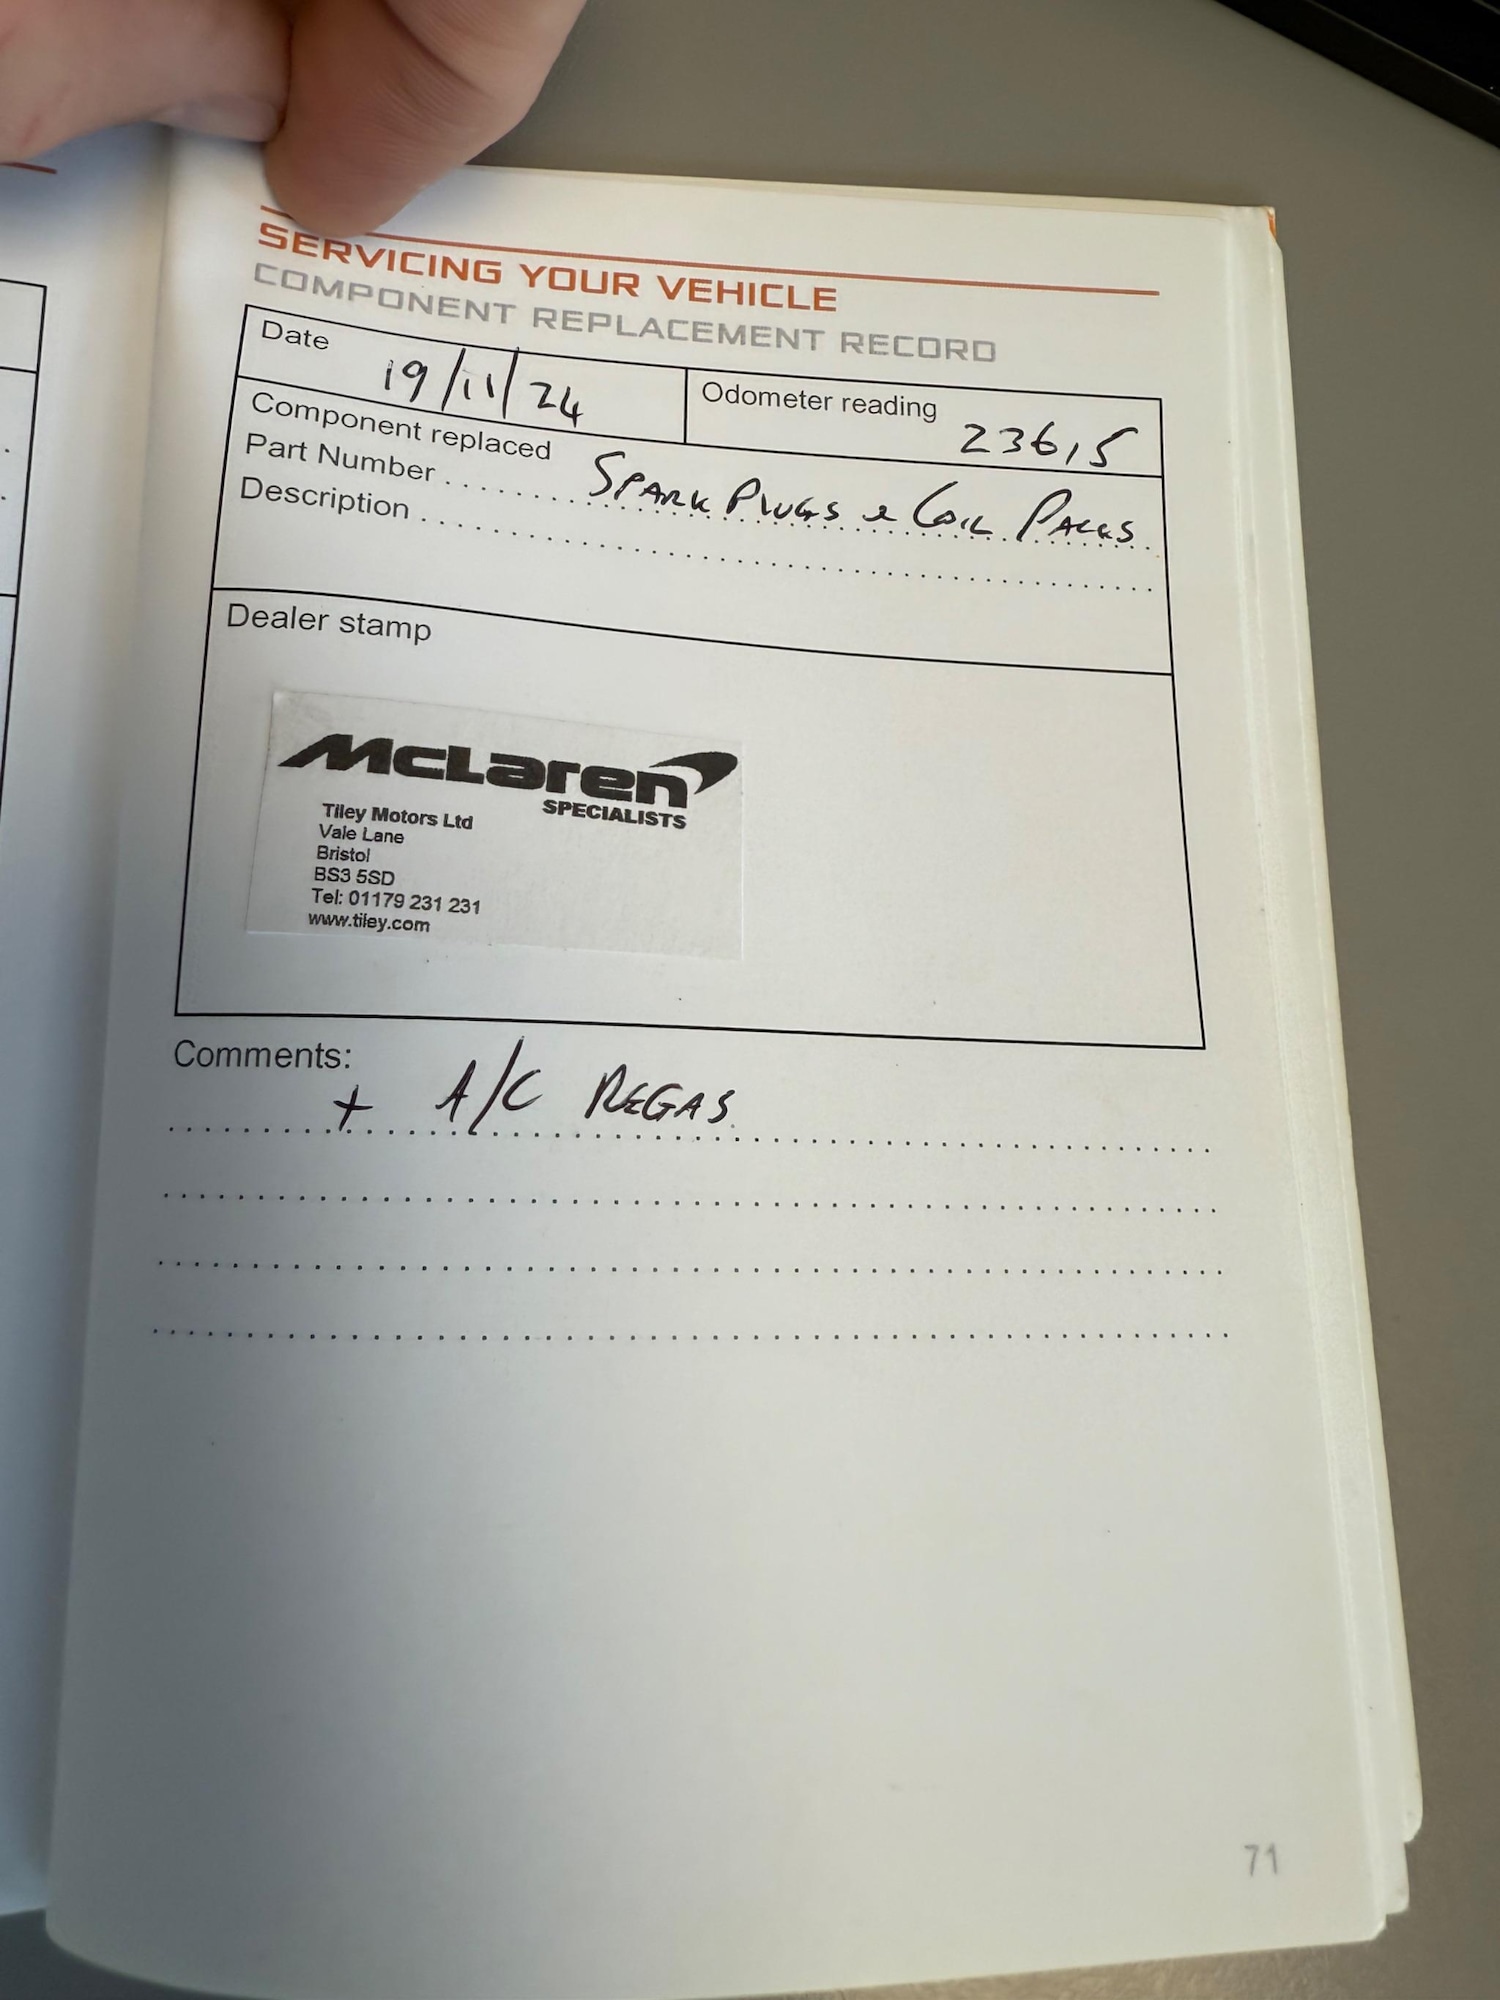 SERVICING YOUR VEHICLE
COMPONENT REPLACEMENT RECORD
Date 19/11/24
Odometer reading 23615
Component replaced
Part Number ........ SPARK PLUGS & COIL PACKS
Description ........
Dealer stamp
McLaren
SPECIALISTS
Tiley Motors Ltd
Vale Lane
Bristol
BS3 5SD
Tel: 01179 231 231
www.tiley.com
Comments:
+ A/C REGAS
71